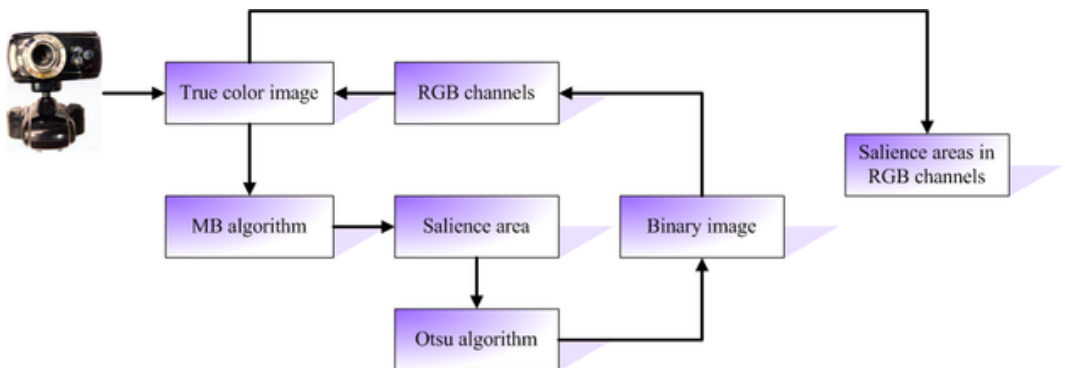 True color image
RGB channels
Salience areas in
RGB channels
MB algorithm
Salience area
Binary image
Otsu algorithm